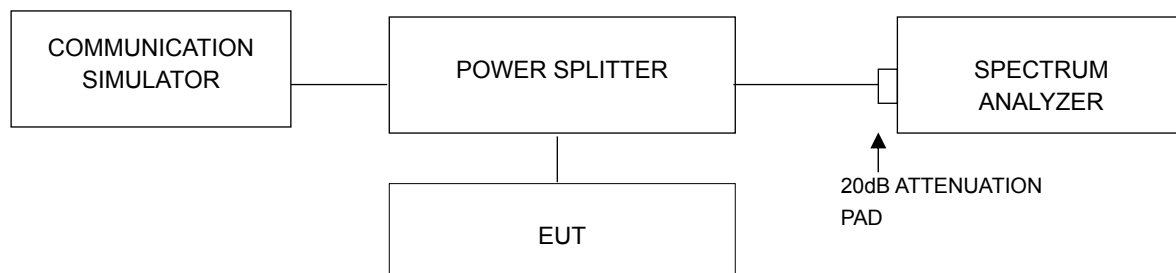 COMMUNICATION
SIMULATOR
POWER SPLITTER
SPECTRUM
ANALYZER
20dB ATTENUATION
PAD
EUT